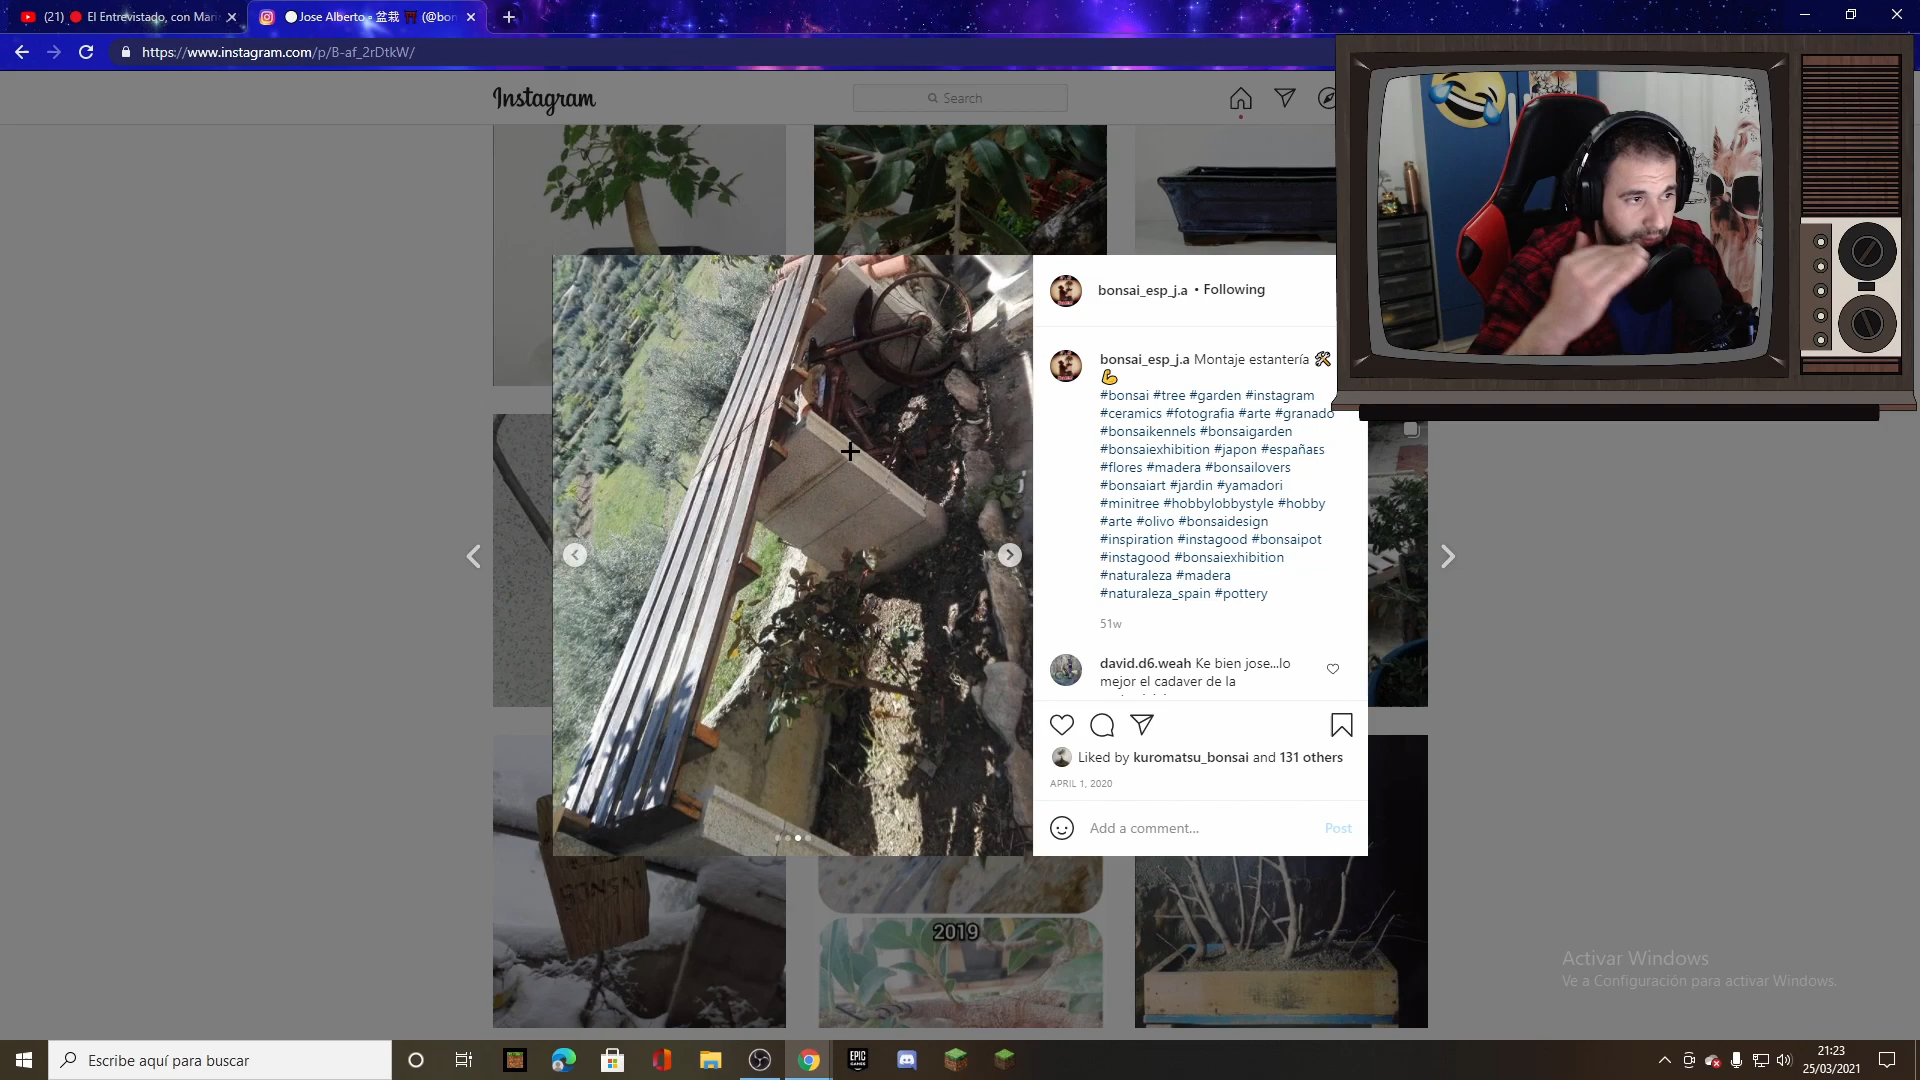 (21) 🔴 El Entrevistado, con Mari
Jose Alberto ▫ 盆栽 ⛩ (@bon
https://www.instagram.com/p/B-af_2rDtkW/
Instagram
Search
bonsai_esp_j.a • Following
bonsai_esp_j.a Montaje estantería 🛠
💪
#bonsai #tree #garden #instagram
#ceramics #fotografia #arte #granado
#bonsaikennels #bonsaigarden
#bonsaiexhibition #japon #españaᴇs
#flores #madera #bonsailovers
#bonsaiart #jardin #yamadori
#minitree #hobbylobbystyle #hobby
#arte #olivo #bonsaidesign
#inspiration #instagood #bonsaipot
#instagood #bonsaiexhibition
#naturaleza #madera
#naturaleza_spain #pottery
51w
david.d6.weah Ke bien jose...lo
mejor el cadaver de la
Liked by kuromatsu_bonsai and 131 others
APRIL 1, 2020
Add a comment...
Post
BONSAI
2019
Activar Windows
Ve a Configuración para activar Windows.
Escribe aquí para buscar
EPIC
GAMES
21:23
25/03/2021